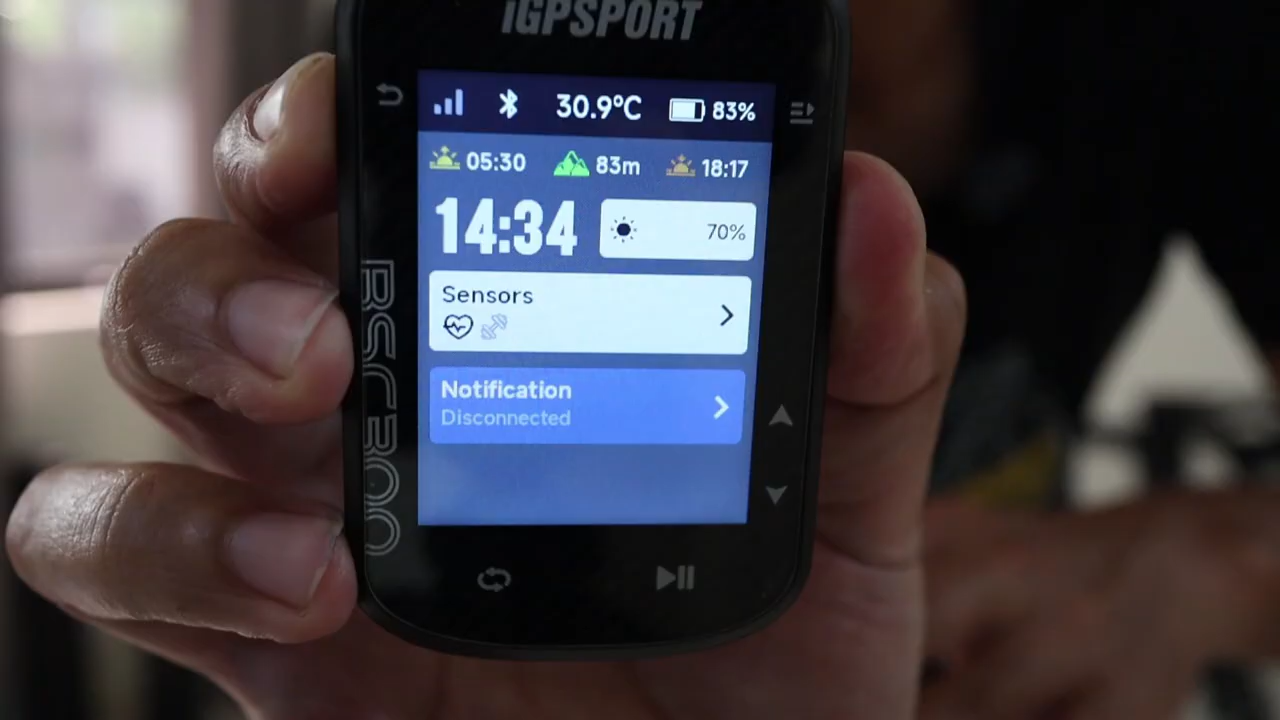 iGPSPORT
30.9°C 83%
05:30 83m 18:17
14:34 70%
Sensors
Notification
Disconnected
BSC300